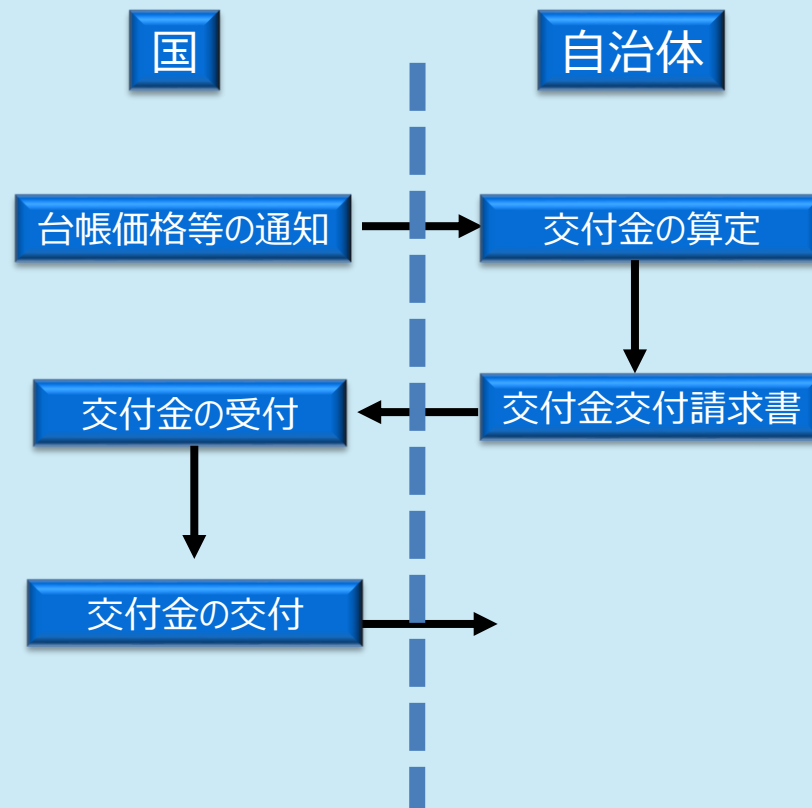 国
自治体
台帳価格等の通知
交付金の算定
交付金の受付
交付金交付請求書
交付金の交付